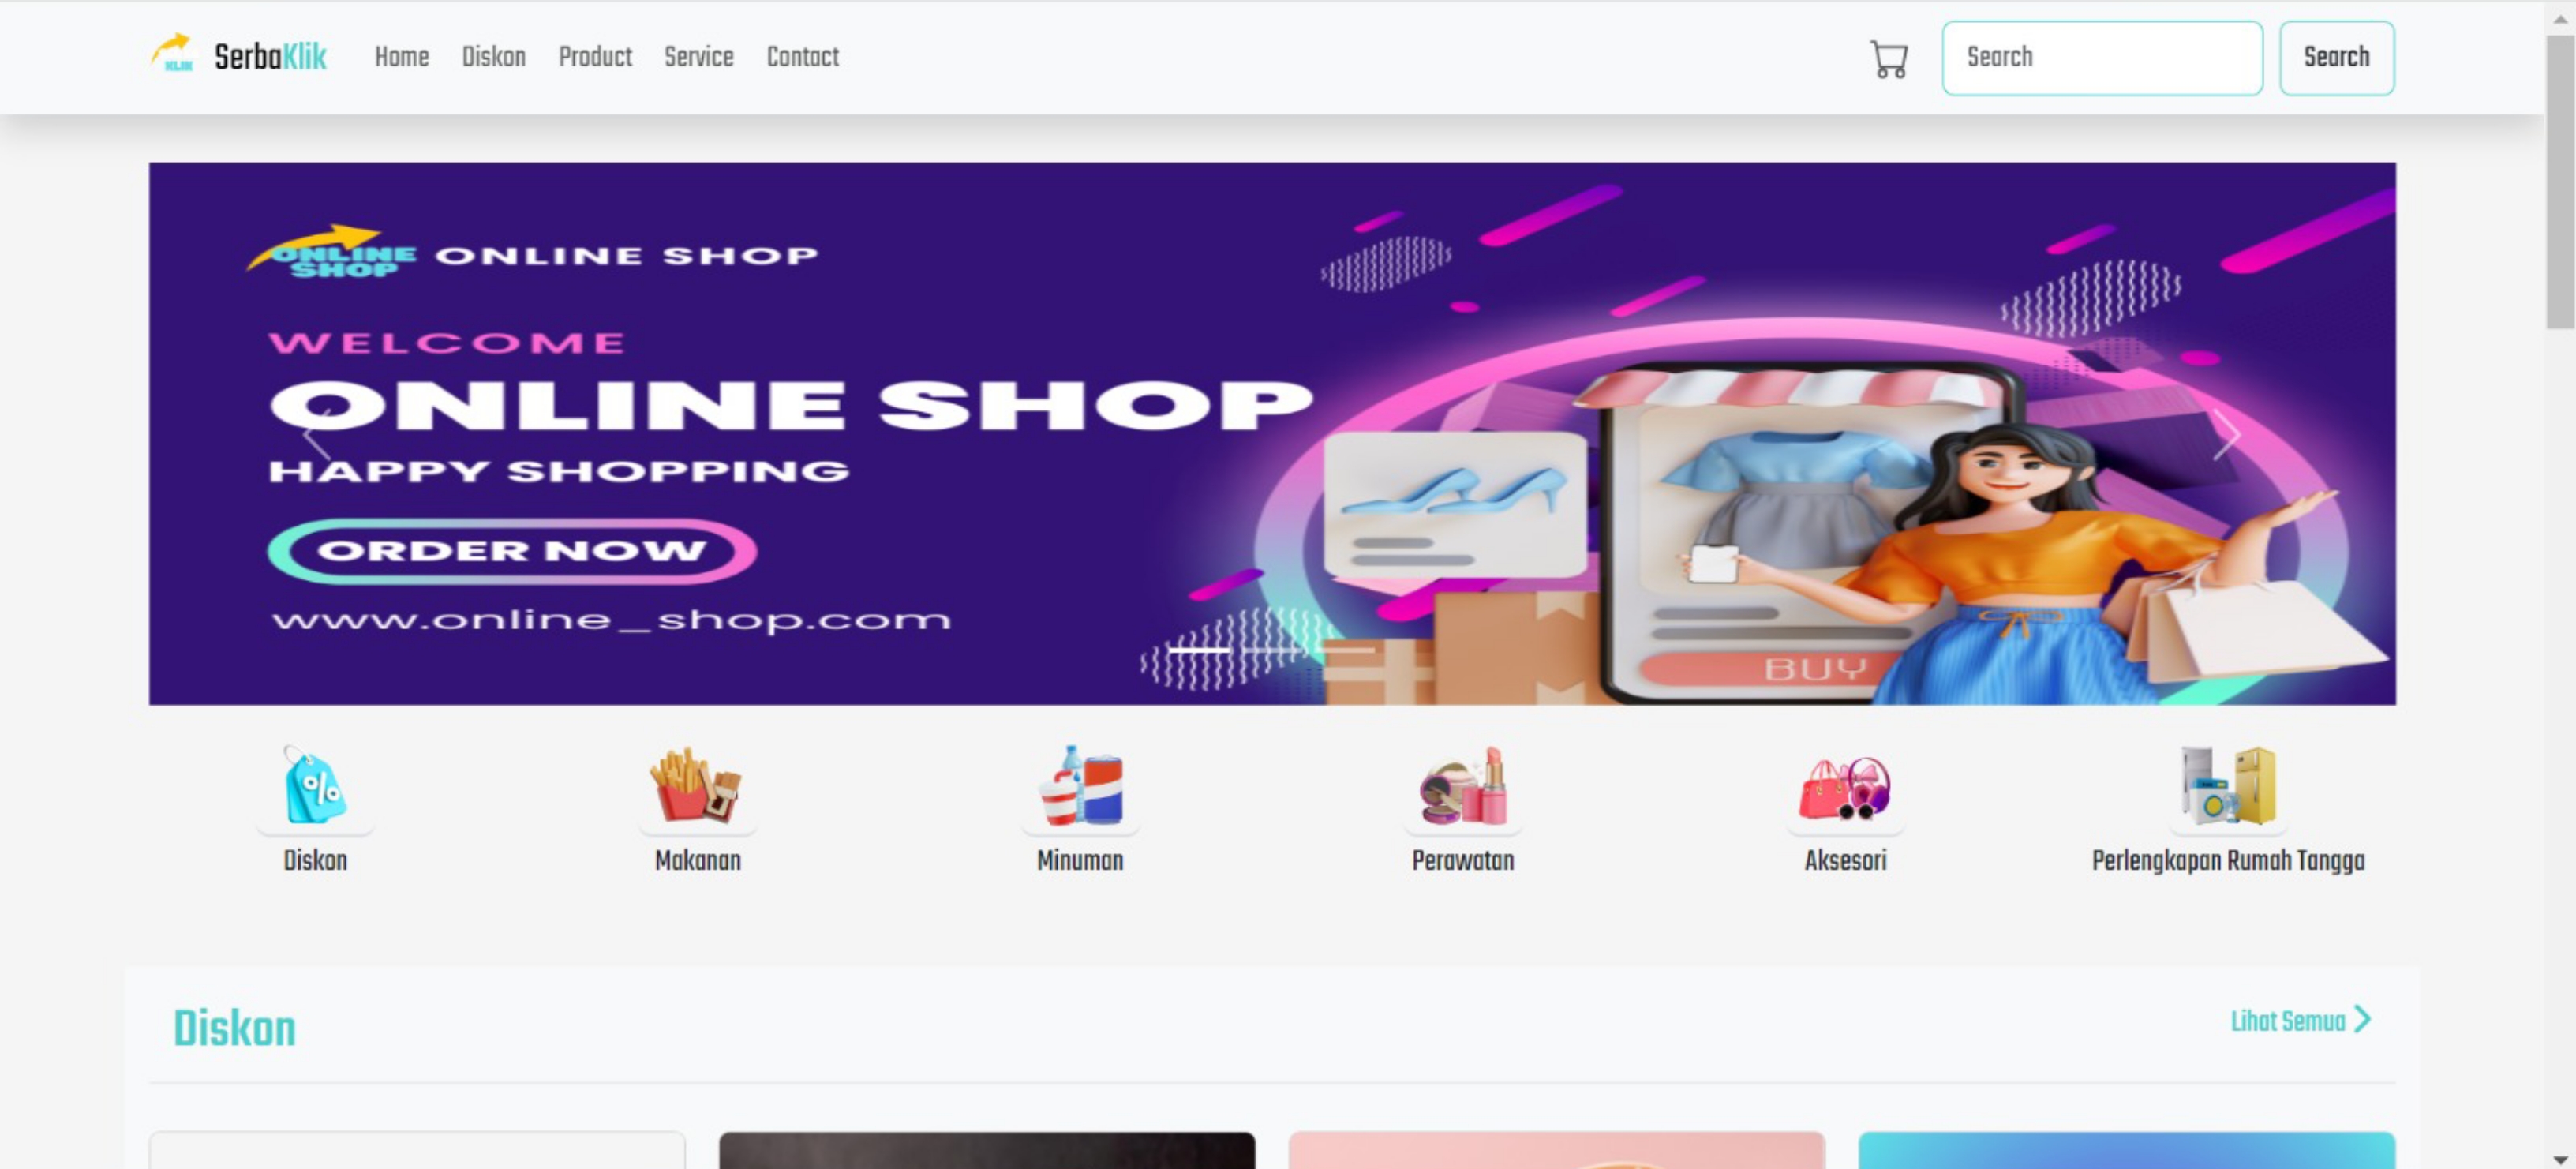 KLIK SerbaKlik Home Diskon Product Service Contact Search Search
ONLINE SHOP ONLINE SHOP
WELCOME
ONLINE SHOP
HAPPY SHOPPING
ORDER NOW
www.online_shop.com
BUY
%
Diskon Makanan Minuman Perawatan Aksesori Perlengkapan Rumah Tangga
Diskon Lihat Semua